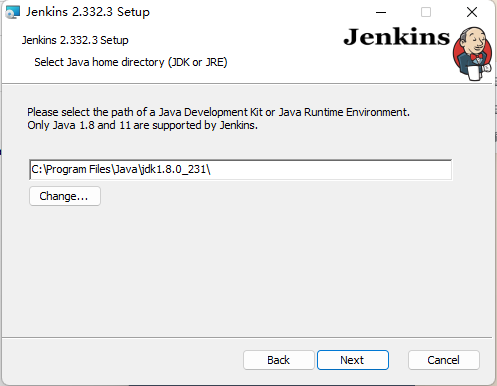 Jenkins 2.332.3 Setup
Jenkins 2.332.3 Setup
Jenkins
Select Java home directory (JDK or JRE)
Please select the path of a Java Development Kit or Java Runtime Environment.
Only Java 1.8 and 11 are supported by Jenkins.
C:\Program Files\Java\jdk1.8.0_231\
Change...
Back
Next
Cancel